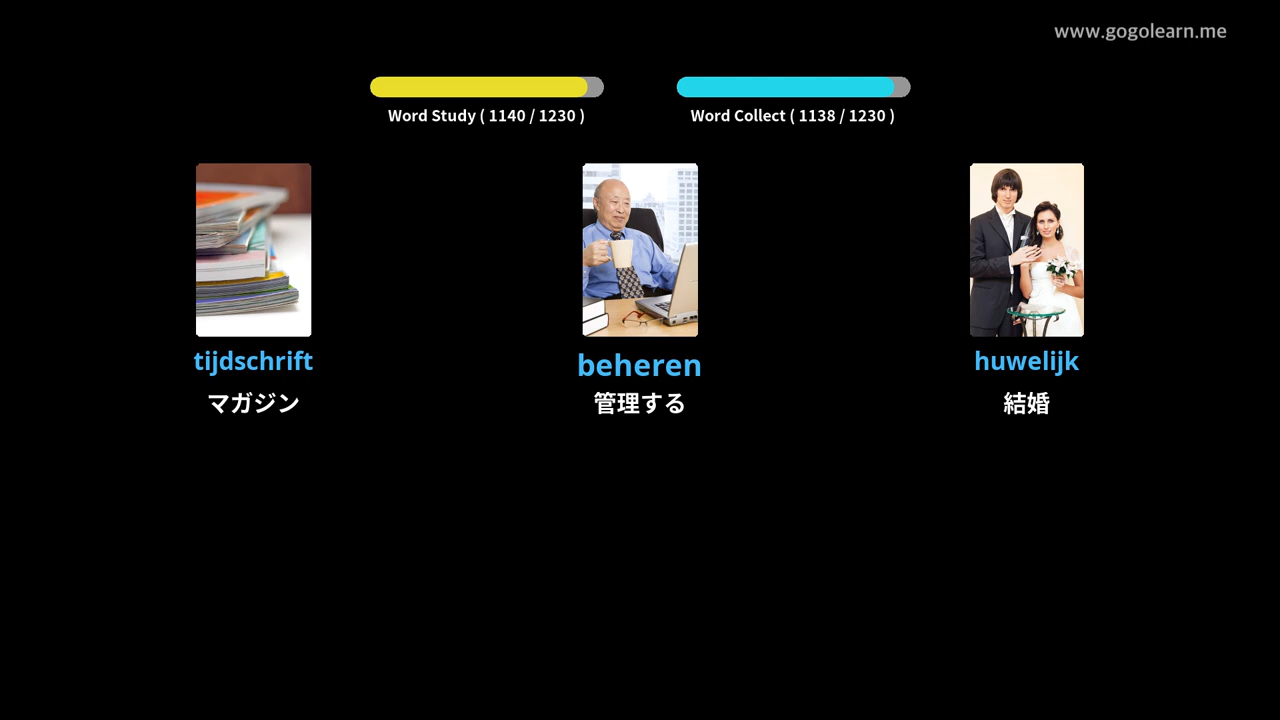 www.gogolearn.me
Word Study ( 1140 / 1230 )
Word Collect ( 1138 / 1230 )
tijdschrift
マガジン
beheren
管理する
huwelijk
結婚